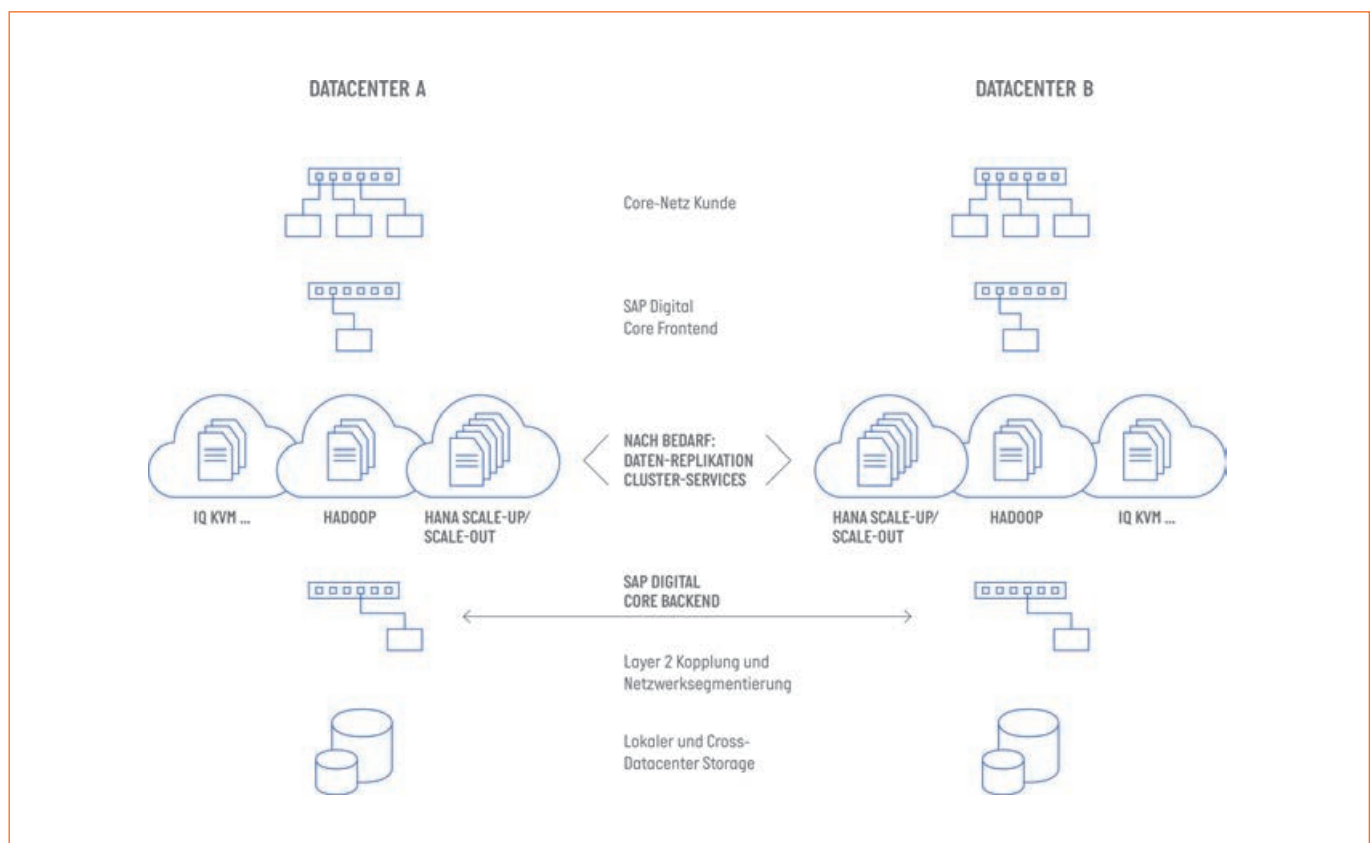 DATACENTER A
DATACENTER B
Core-Netz Kunde
SAP Digital
Core Frontend
NACH BEDARF:
DATEN-REPLIKATION
CLUSTER-SERVICES
IQ KVM ...
HADOOP
HANA SCALE-UP/
SCALE-OUT
HANA SCALE-UP/
SCALE-OUT
HADOOP
IQ KVM ...
SAP DIGITAL
CORE BACKEND
Layer 2 Kopplung und
Netzwerksegmentierung
Lokaler und Cross-
Datacenter Storage